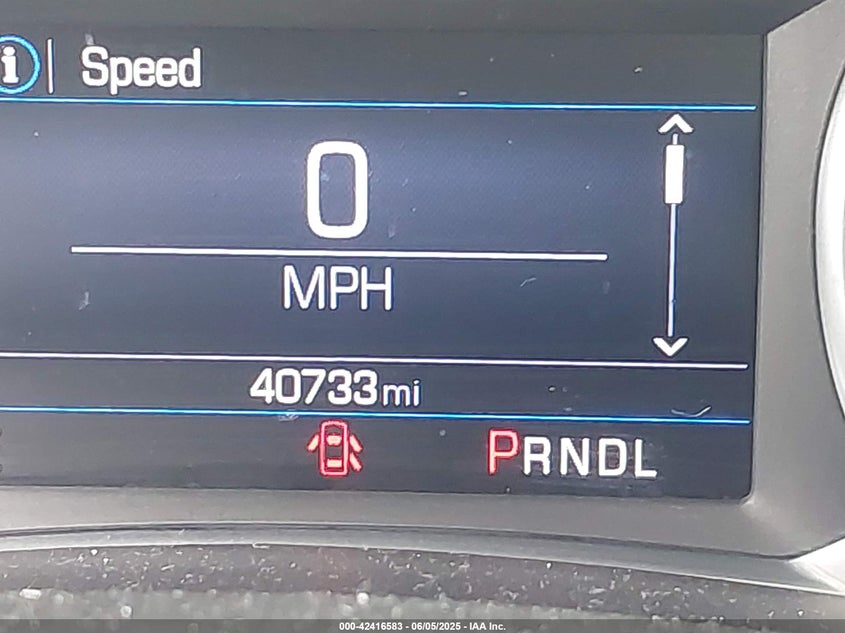 i Speed
0
MPH
40733mi
PRNDL
000-42416583 - 06/05/2025 - IAA Inc.